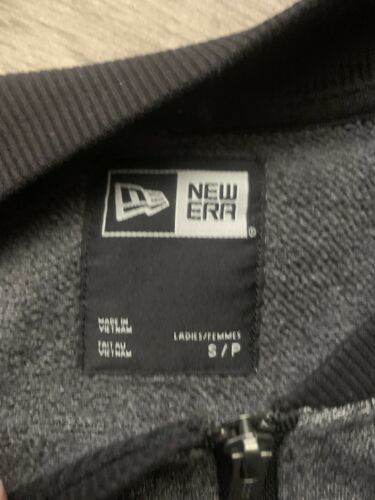 NEW
ERA
®
MADE IN
VIETNAM
FAIT AU
VIETNAM
LADIES/FEMMES
S/P